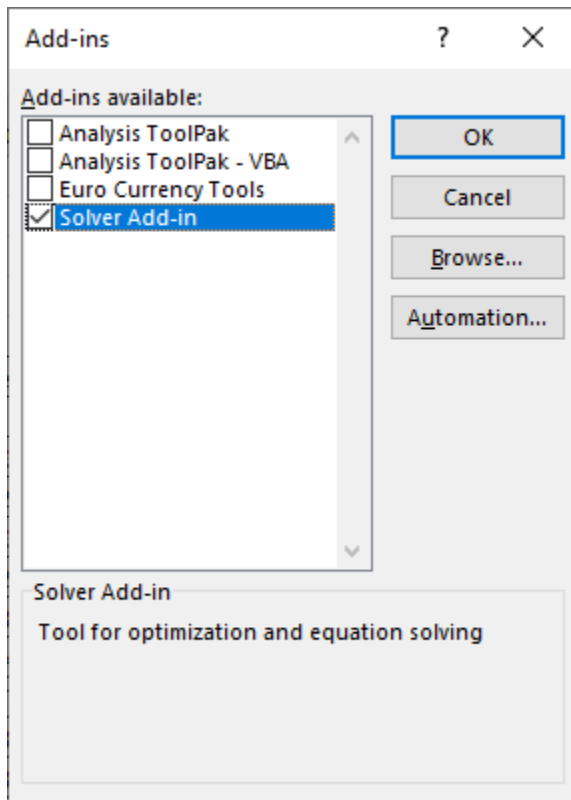 Add-ins ?
Add-ins available:
Analysis ToolPak
Analysis ToolPak - VBA
Euro Currency Tools
Solver Add-in
OK
Cancel
Browse...
Automation...
Solver Add-in
Tool for optimization and equation solving